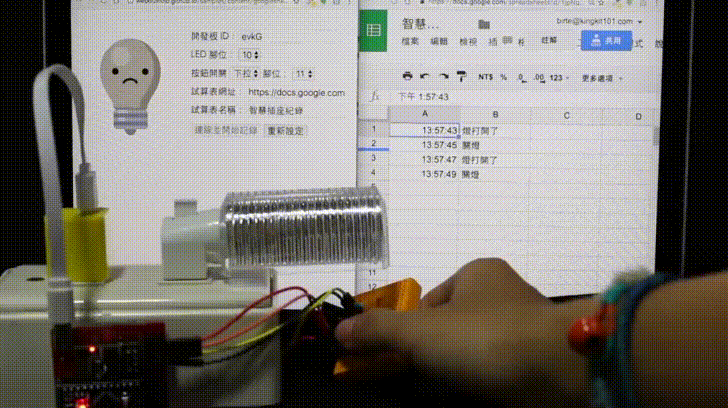 開發板 ID： evkG
LED 腳位： 10
按鈕開關 下拉 腳位： 11
試算表網址： https://docs.google.com
試算表名稱： 智慧插座紀錄
連線並開始記錄 重新設定
智慧...
檔案 編輯 檢視 插 註解
共用
NT$ % .0 .00 123 更多選項
fx 下午 1:57:43
A B C D
1 13:57:43 燈打開了
2 13:57:45 關燈
3 13:57:47 燈打開了
4 13:57:49 關燈
11
12